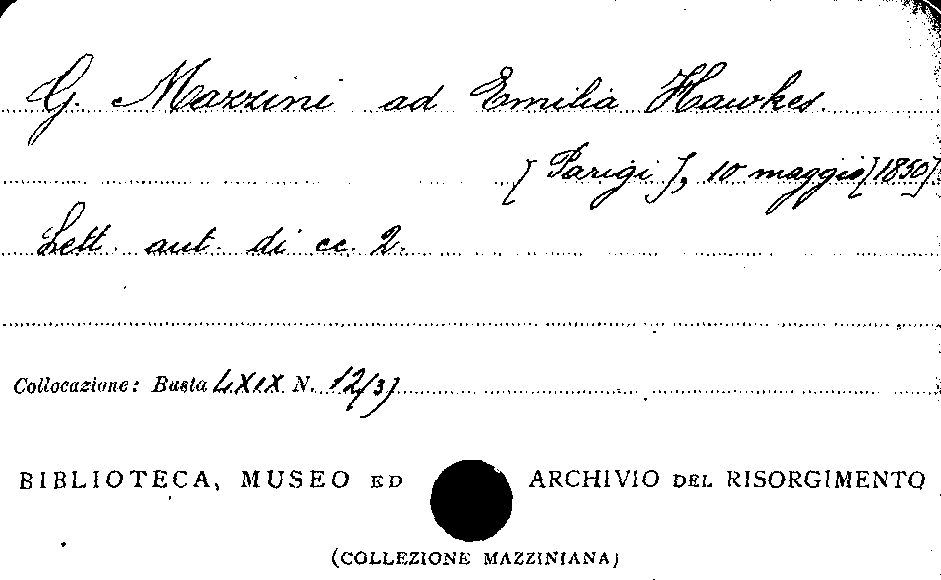 G. Mazzini ad Emilia Hawkes.
[Parigi], 10 maggio [1850]
Lett. aut. di cc. 2.
Collocazione: Busta LXIX N. 12(3)
BIBLIOTECA, MUSEO ED ARCHIVIO DEL RISORGIMENTO
(COLLEZIONE MAZZINIANA)